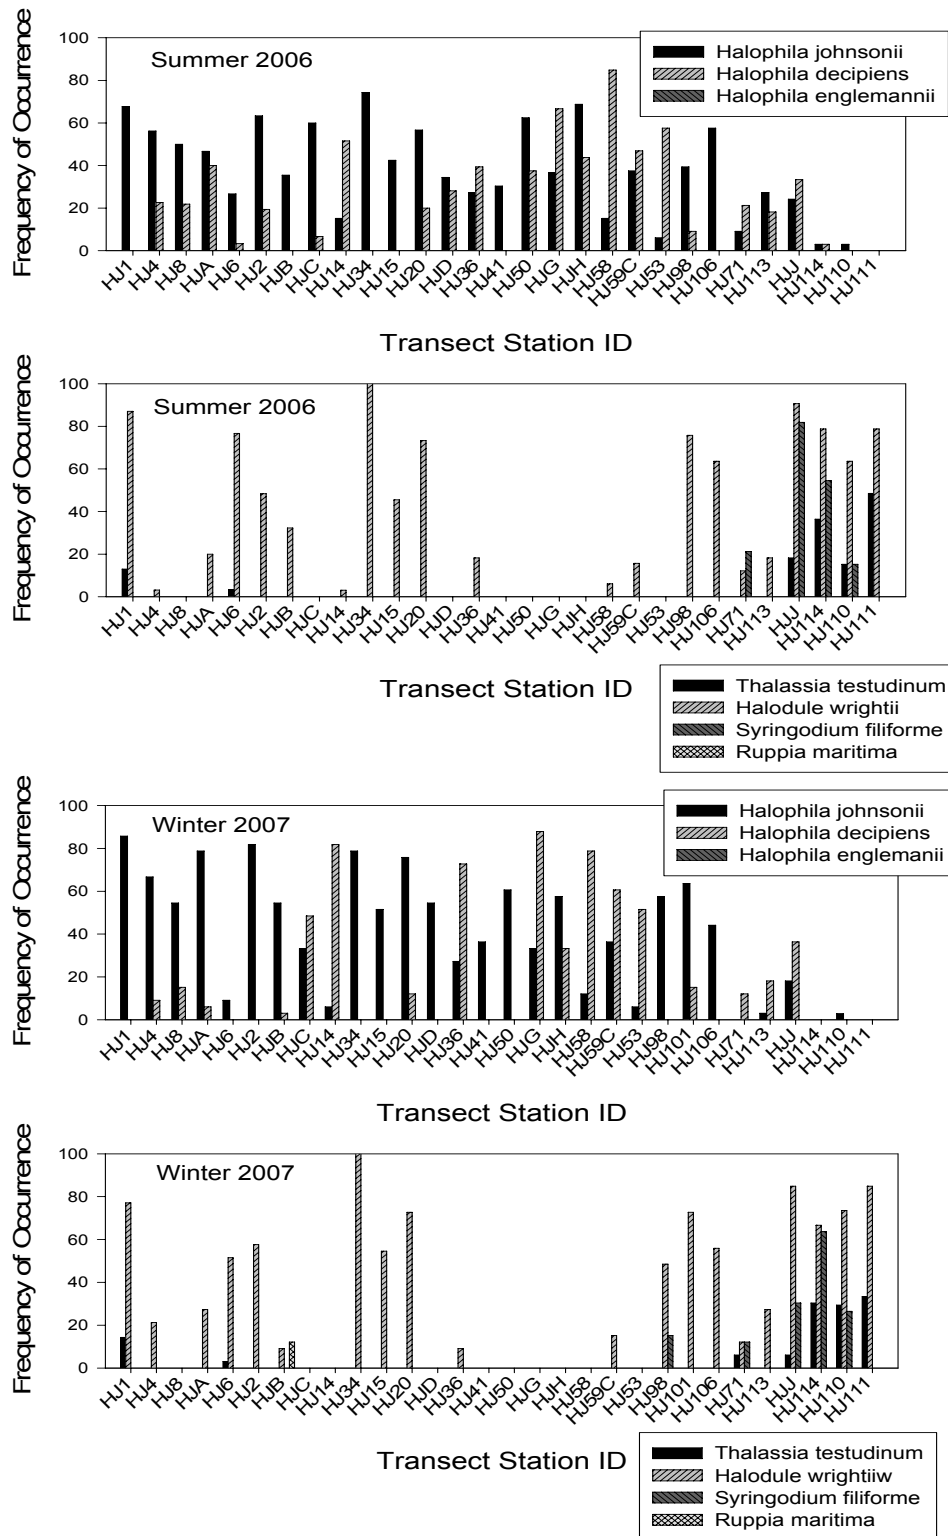 Summer 2006
Halophila johnsonii
Halophila decipiens
Halophila englemannii
Frequency of Occurrence
100
80
60
40
20
0
HJ1 HJ4 HJ8 HJA HJ6 HJ2 HJB HJC HJ14 HJ34 HJ15 HJ20 HJD HJ36 HJ41 HJ50 HJG HJH HJ58 HJ59C HJ53 HJ98 HJ106 HJ71 HJ113 HJJ HJ114 HJ110 HJ111
Transect Station ID
Summer 2006
Frequency of Occurrence
100
80
60
40
20
0
HJ1 HJ4 HJ8 HJA HJ6 HJ2 HJB HJC HJ14 HJ34 HJ15 HJ20 HJD HJ36 HJ41 HJ50 HJG HJH HJ58 HJ59C HJ53 HJ98 HJ106 HJ71 HJ113 HJJ HJ114 HJ110 HJ111
Transect Station ID
Thalassia testudinum
Halodule wrightii
Syringodium filiforme
Ruppia maritima
Winter 2007
Halophila johnsonii
Halophila decipiens
Halophila englemanii
Frequency of Occurrence
100
80
60
40
20
0
HJ1 HJ4 HJ8 HJA HJ6 HJ2 HJB HJC HJ14 HJ34 HJ15 HJ20 HJD HJ36 HJ41 HJ50 HJG HJH HJ58 HJ59C HJ53 HJ98 HJ101 HJ106 HJ71 HJ113 HJJ HJ114 HJ110 HJ111
Transect Station ID
Winter 2007
Frequency of Occurrence
100
80
60
40
20
0
HJ1 HJ4 HJ8 HJA HJ6 HJ2 HJB HJC HJ14 HJ34 HJ15 HJ20 HJD HJ36 HJ41 HJ50 HJG HJH HJ58 HJ59C HJ53 HJ98 HJ101 HJ106 HJ71 HJ113 HJJ HJ114 HJ110 HJ111
Transect Station ID
Thalassia testudinum
Halodule wrightiiw
Syringodium filiforme
Ruppia maritima